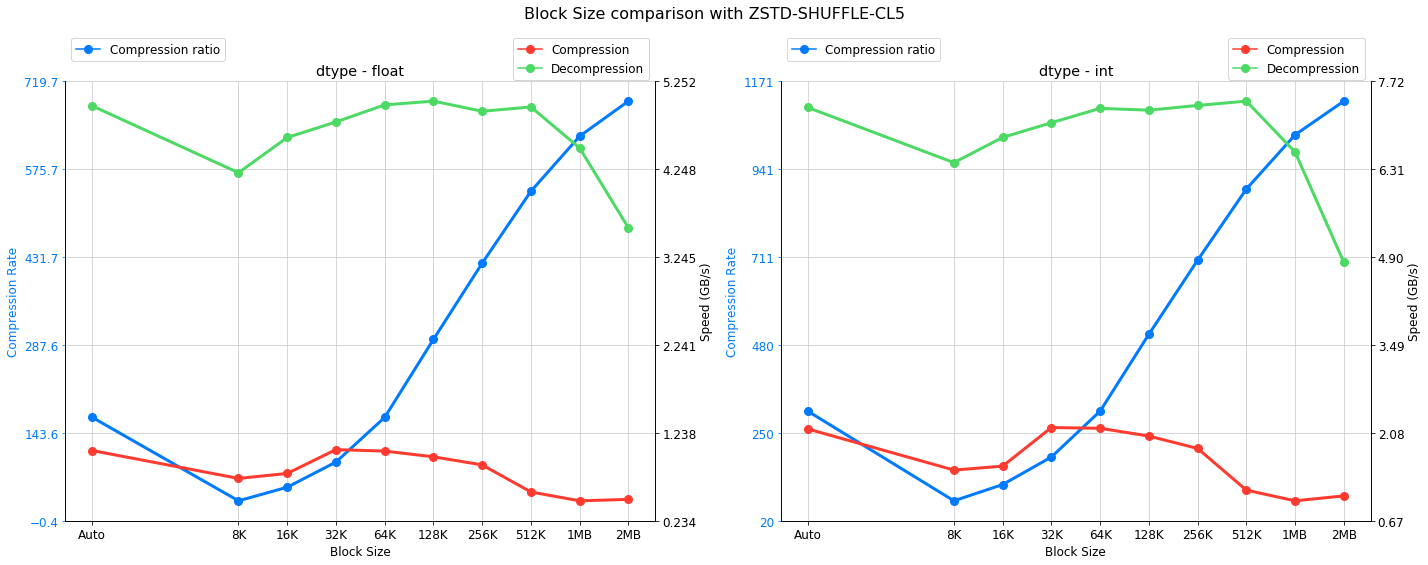 Block Size comparison with ZSTD-SHUFFLE-CL5
Compression ratio
Compression
Decompression
dtype - float
719.7
575.7
431.7
287.6
143.6
−0.4
Compression Rate
5.252
4.248
3.245
2.241
1.238
0.234
Speed (GB/s)
Auto 8K 16K 32K 64K 128K 256K 512K 1MB 2MB
Block Size
Compression ratio
Compression
Decompression
dtype - int
1171
941
711
480
250
20
Compression Rate
7.72
6.31
4.90
3.49
2.08
0.67
Speed (GB/s)
Auto 8K 16K 32K 64K 128K 256K 512K 1MB 2MB
Block Size